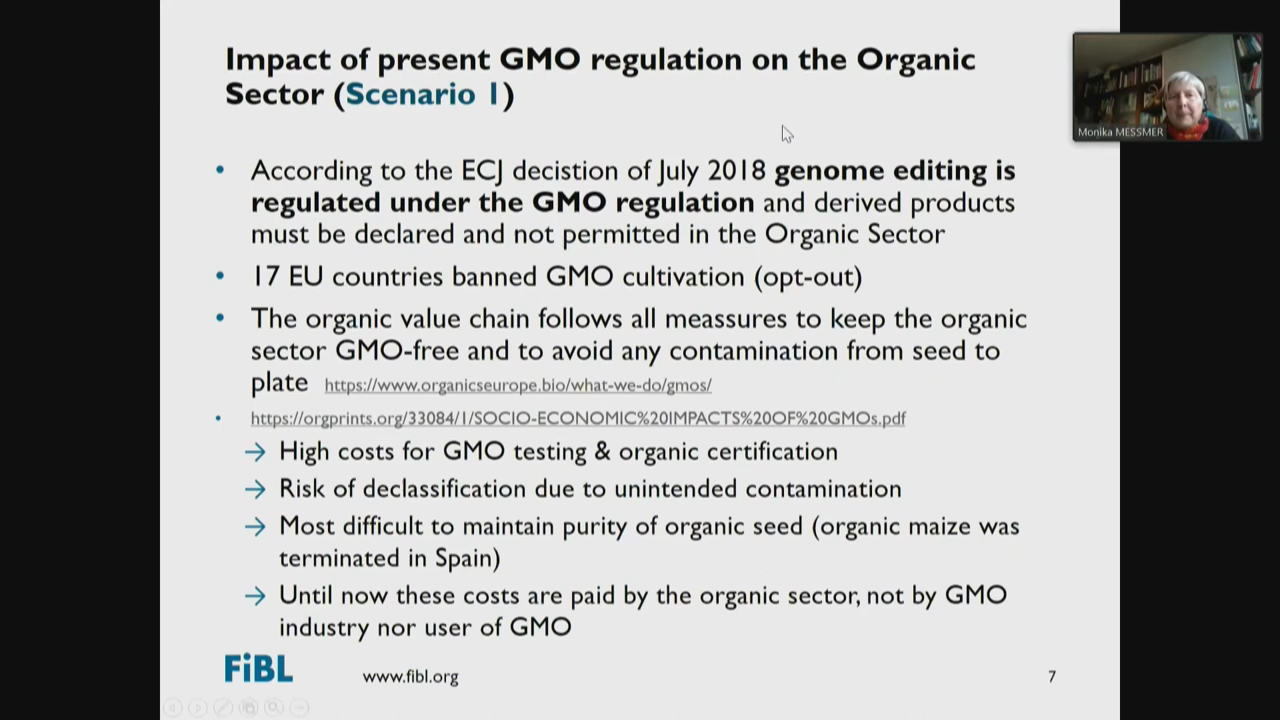 Impact of present GMO regulation on the Organic
Sector (Scenario 1)
Monika MESSMER
• According to the ECJ decistion of July 2018 genome editing is
regulated under the GMO regulation and derived products
must be declared and not permitted in the Organic Sector
• 17 EU countries banned GMO cultivation (opt-out)
• The organic value chain follows all meassures to keep the organic
sector GMO-free and to avoid any contamination from seed to
plate https://www.organicseurope.bio/what-we-do/gmos/
• https://orgprints.org/33084/1/SOCIO-ECONOMIC%20IMPACTS%20OF%20GMOs.pdf
→ High costs for GMO testing & organic certification
→ Risk of declassification due to unintended contamination
→ Most difficult to maintain purity of organic seed (organic maize was
terminated in Spain)
→ Until now these costs are paid by the organic sector, not by GMO
industry nor user of GMO
FiBL www.fibl.org 7